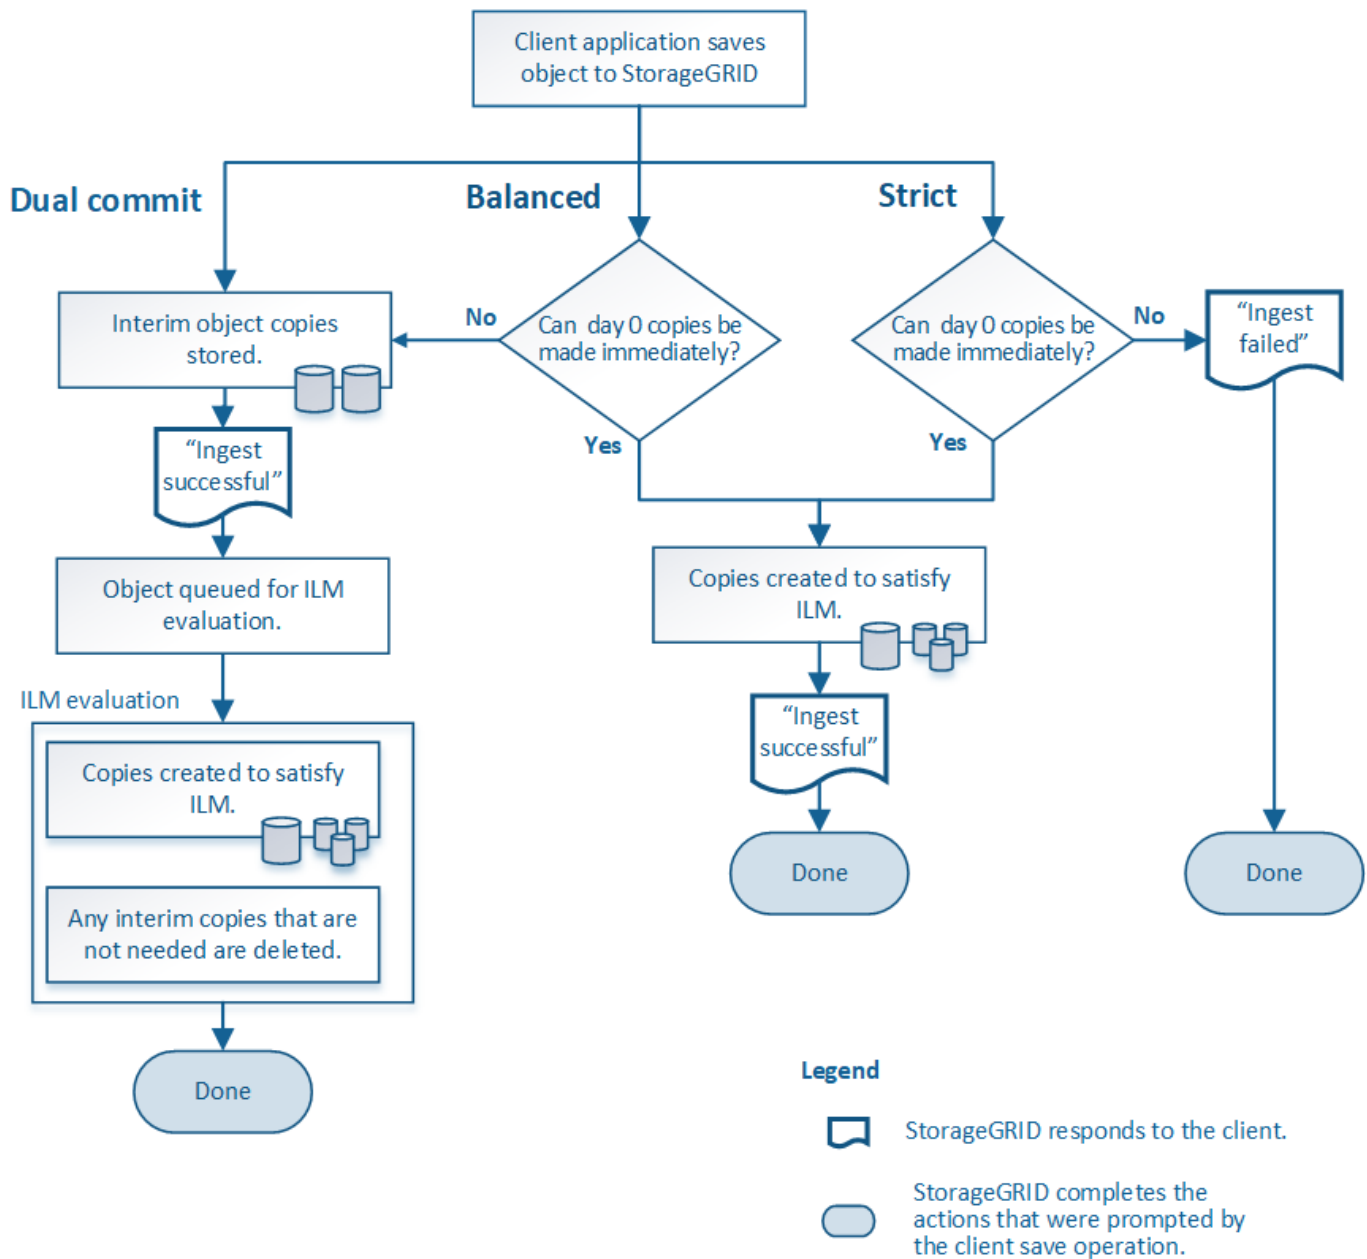 Client application saves
object to StorageGRID
Dual commit
Balanced
Strict
Interim object copies
stored.
No
Can day 0 copies be
made immediately?
Yes
Can day 0 copies be
made immediately?
No
Yes
“Ingest
failed”
“Ingest
successful”
Object queued for ILM
evaluation.
Copies created to satisfy
ILM.
ILM evaluation
“Ingest
successful”
Copies created to satisfy
ILM.
Any interim copies that are
not needed are deleted.
Done
Done
Done
Legend
StorageGRID responds to the client.
StorageGRID completes the
actions that were prompted by
the client save operation.